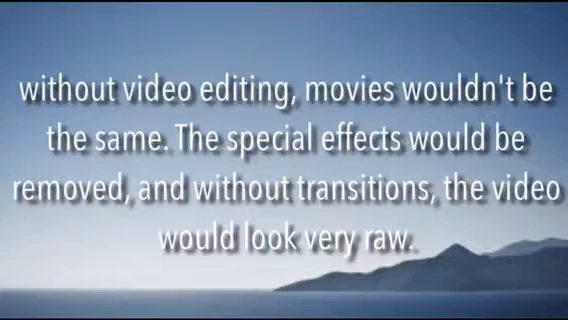 without video editing, movies wouldn't be
the same. The special effects would be
removed, and without transitions, the video
would look very raw.